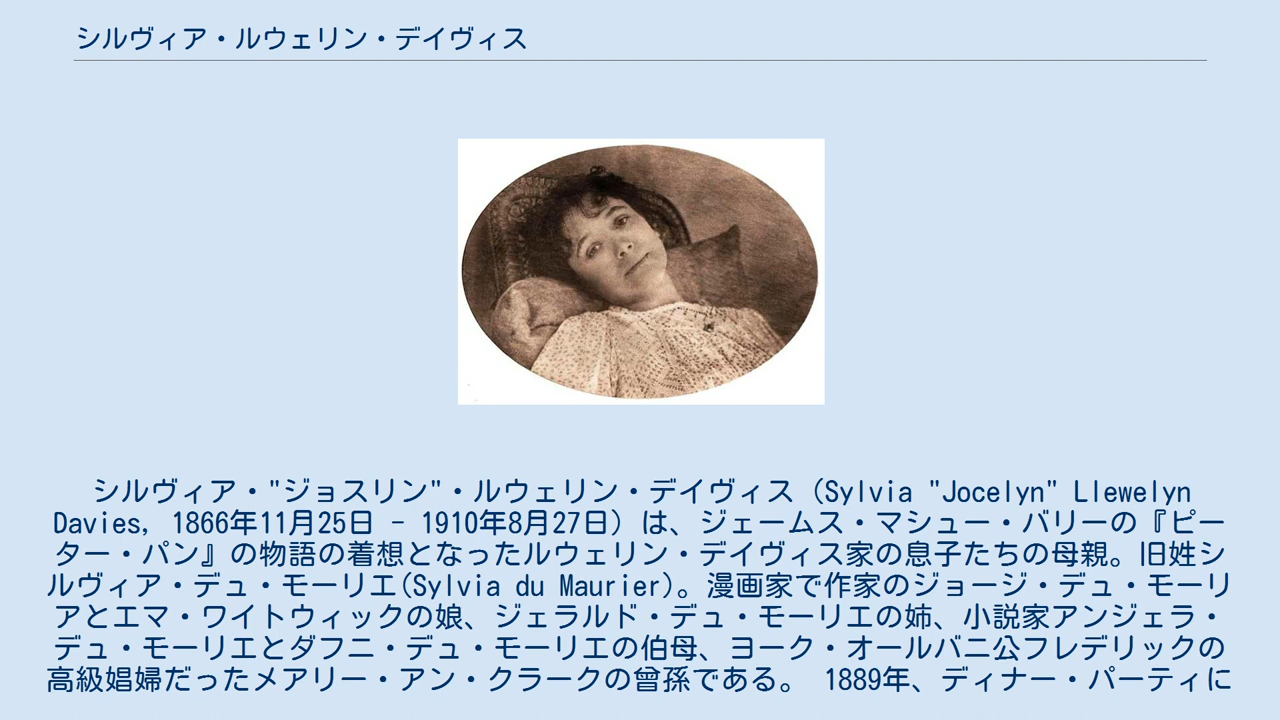 シルヴィア・ルウェリン・デイヴィス
シルヴィア・"ジョスリン"・ルウェリン・デイヴィス（Sylvia "Jocelyn" Llewelyn
Davies, 1866年11月25日 - 1910年8月27日）は、ジェームス・マシュー・バリーの『ピー
ター・パン』の物語の着想となったルウェリン・デイヴィス家の息子たちの母親。旧姓シ
ルヴィア・デュ・モーリエ(Sylvia du Maurier)。漫画家で作家のジョージ・デュ・モーリ
アとエマ・ワイトウィックの娘、ジェラルド・デュ・モーリエの姉、小説家アンジェラ・
デュ・モーリエとダフニ・デュ・モーリエの伯母、ヨーク・オールバニ公フレデリックの
高級娼婦だったメアリー・アン・クラークの曾孫である。 1889年、ディナー・パーティに